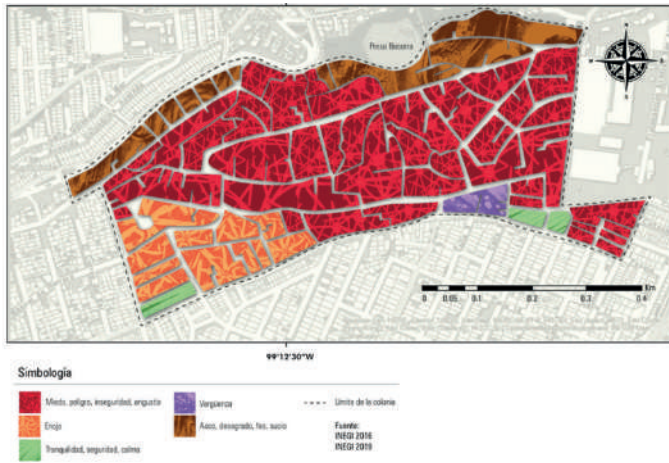 Presa Becerra
N
Km
0 0.05 0.1 0.2 0.3 0.4
99°12'30"W
Simbología
Miedo, peligro, inseguridad, angustia
Enojo
Tranquilidad, seguridad, calma
Vergüenza
Asco, desagrado, feo, sucio
Límite de la colonia
Fuente:
INEGI 2016
INEGI 2019